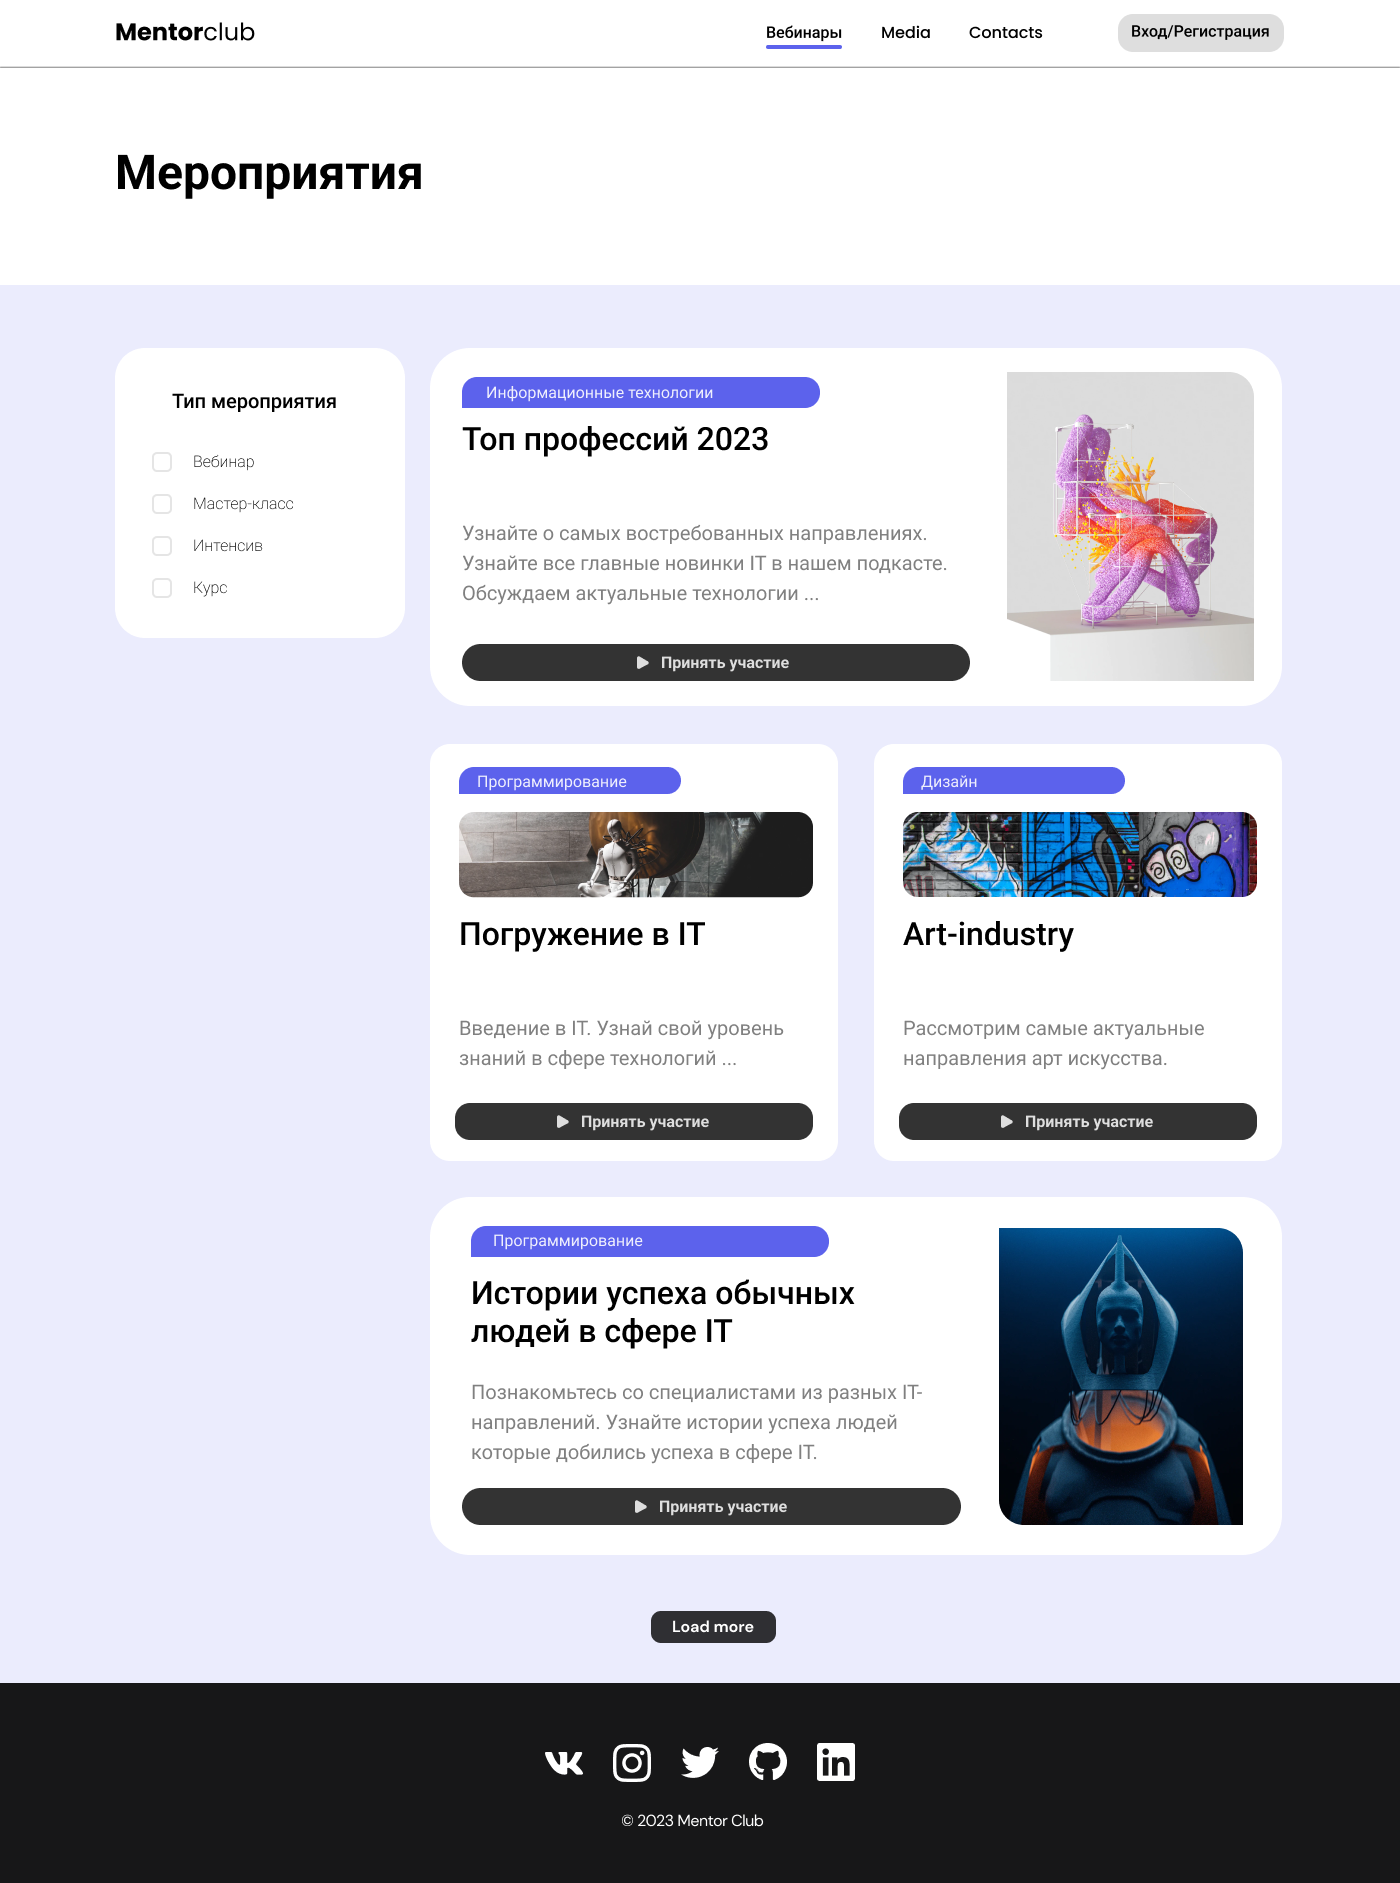 Mentorclub
Вебинары
Media
Contacts
Вход/Регистрация
Мероприятия
Тип мероприятия
Вебинар
Мастер-класс
Интенсив
Курс
Информационные технологии
Топ профессий 2023
Узнайте о самых востребованных направлениях.
Узнайте все главные новинки IT в нашем подкасте.
Обсуждаем актуальные технологии ...
Принять участие
Программирование
Погружение в IT
Введение в IT. Узнай свой уровень
знаний в сфере технологий ...
Принять участие
Дизайн
Art-industry
Рассмотрим самые актуальные
направления арт искусства.
Принять участие
Программирование
Истории успеха обычных
людей в сфере IT
Познакомьтесь со специалистами из разных IT-
направлений. Узнайте истории успеха людей
которые добились успеха в сфере IT.
Принять участие
Load more
© 2023 Mentor Club